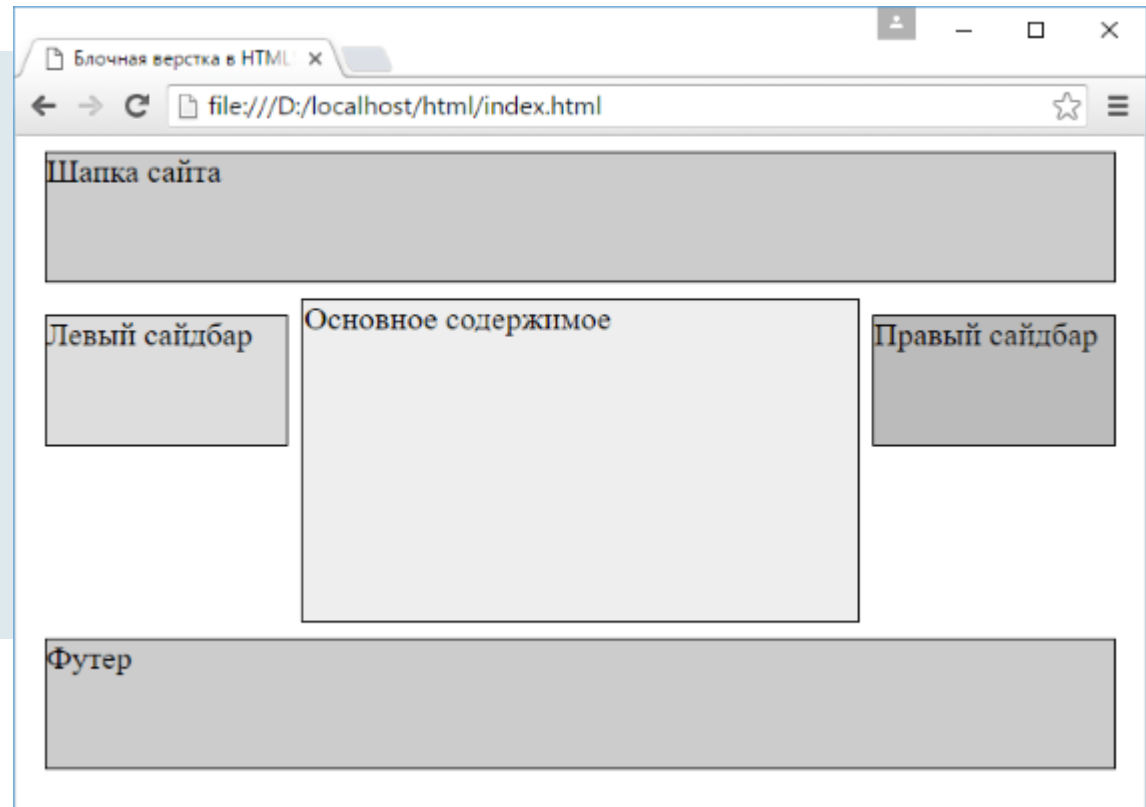 Блочная верстка в HTML
file:///D:/localhost/html/index.html
Шапка сайта
Левый сайдбар
Основное содержимое
Правый сайдбар
Футер